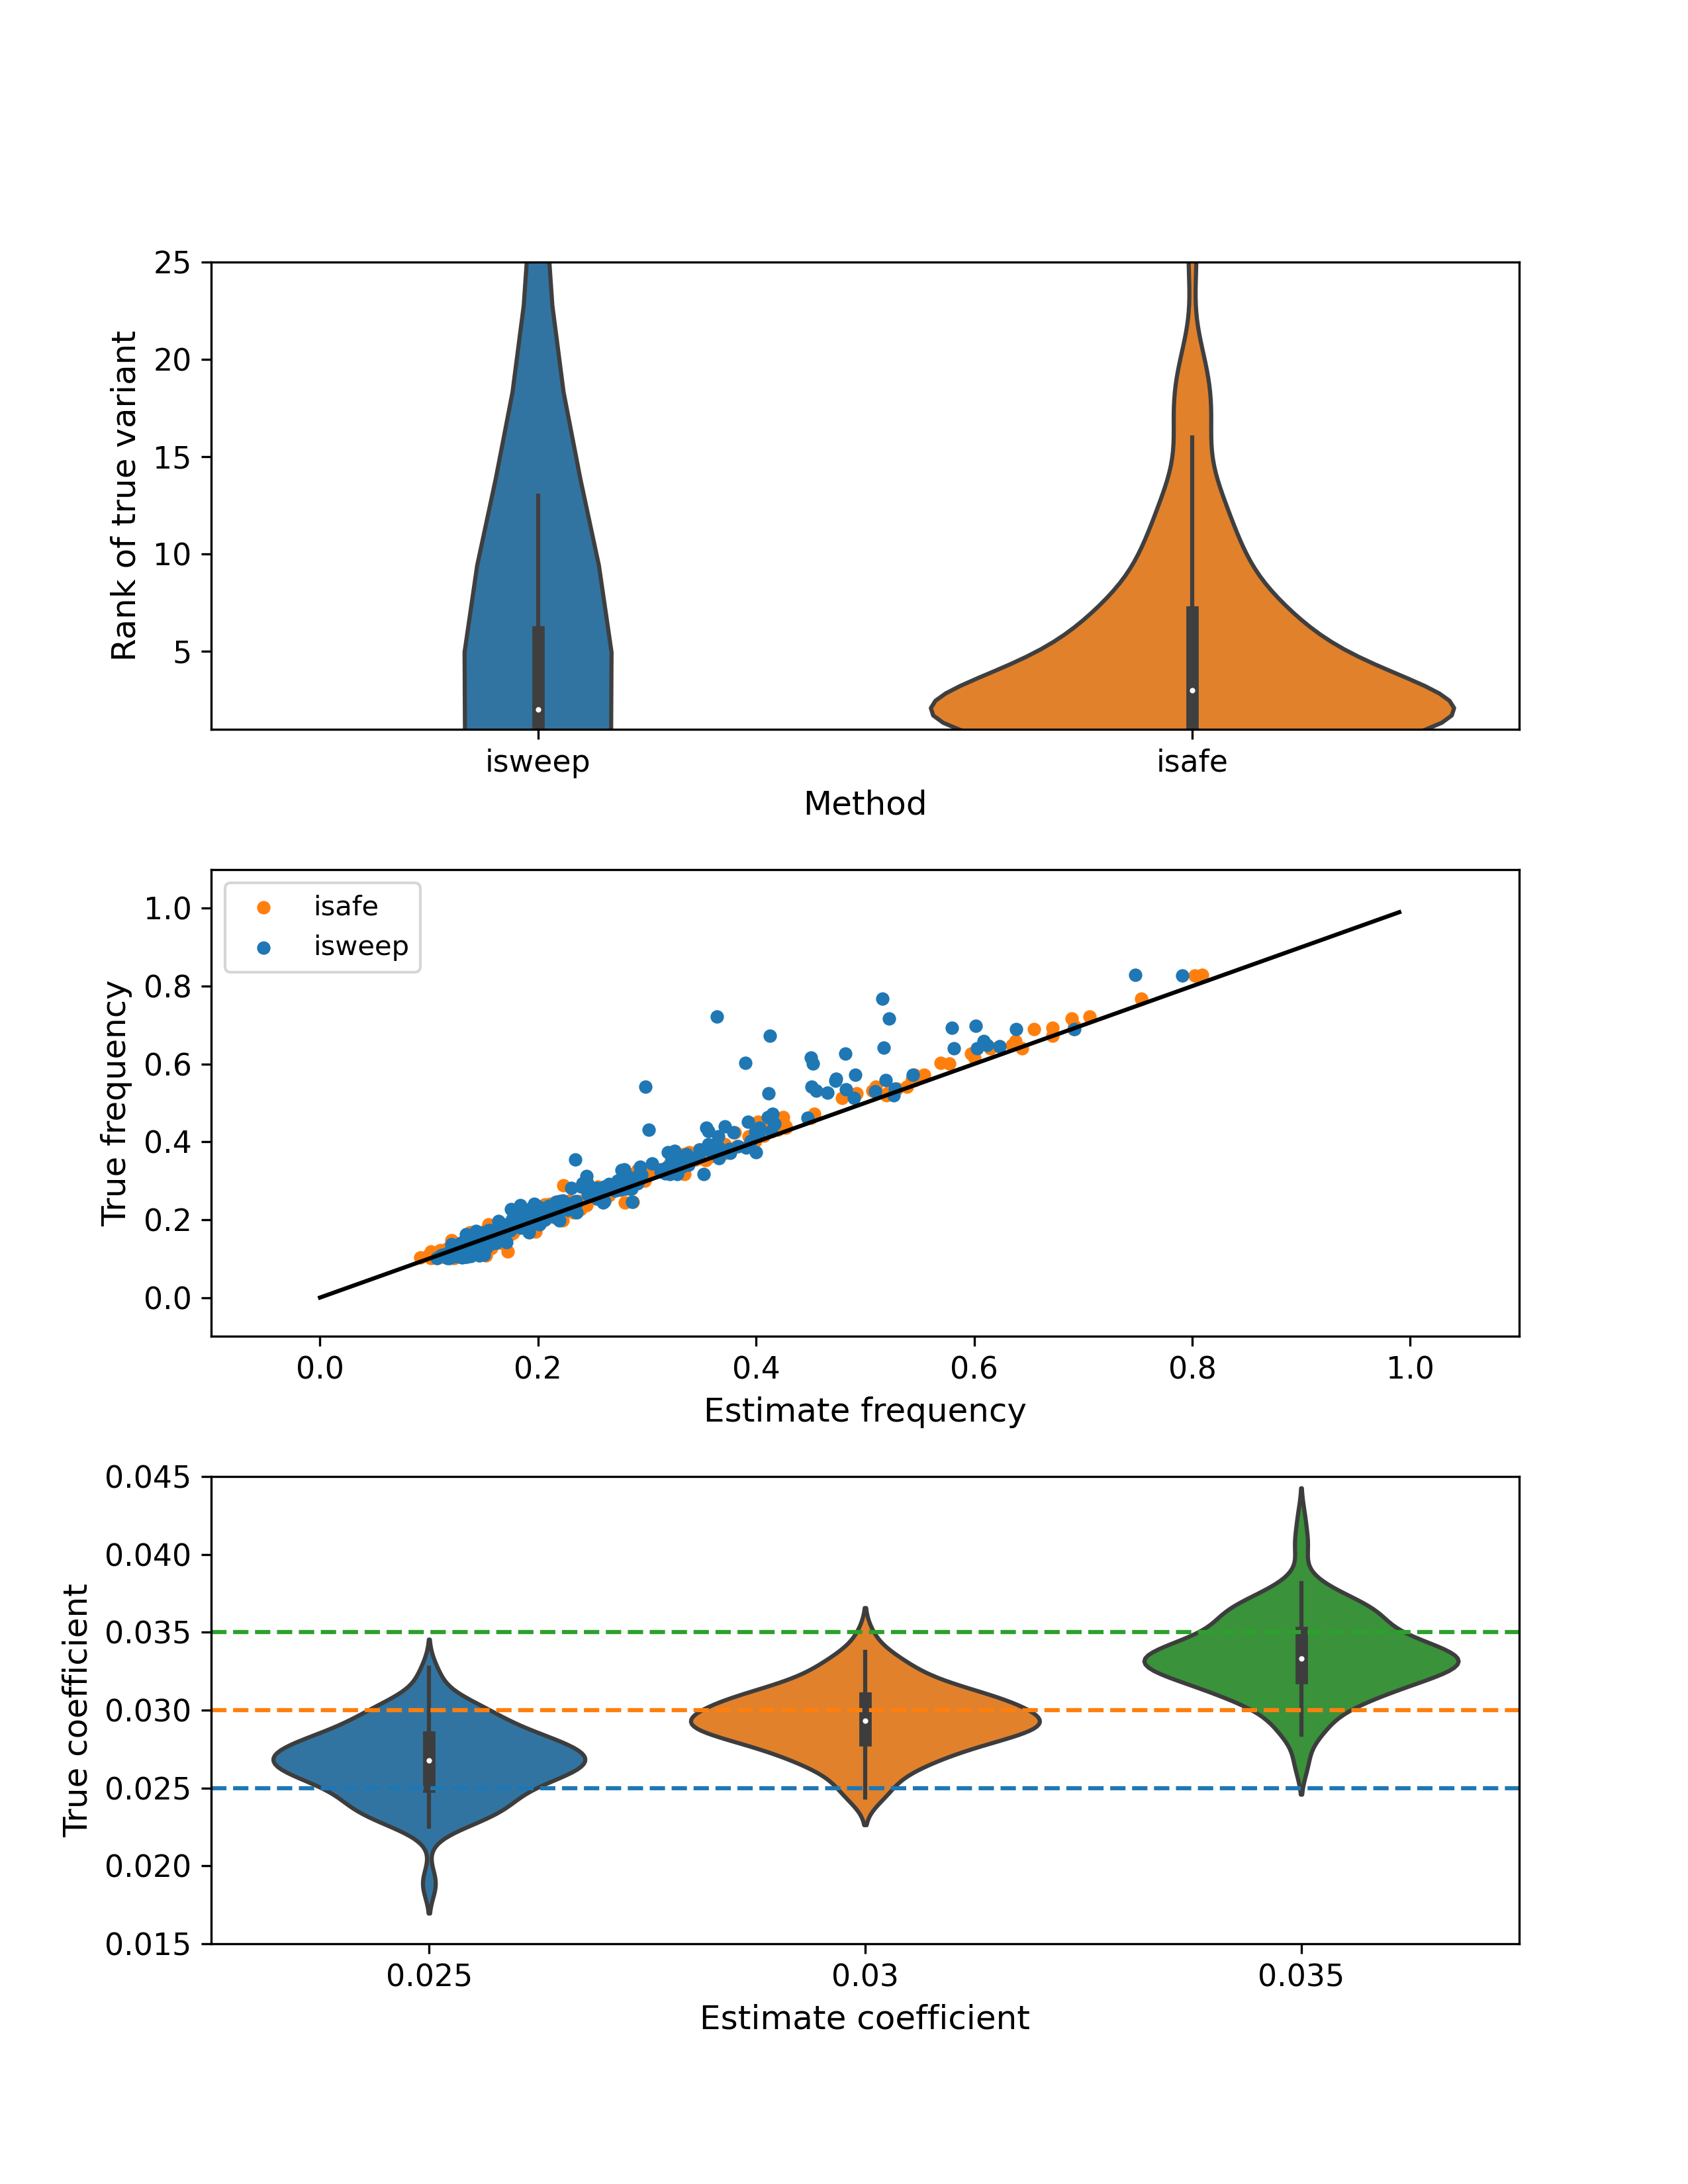 25
20
15
10
5
Rank of true variant
isweep
isafe
Method
isafe
isweep
1.0
0.8
0.6
0.4
0.2
0.0
True frequency
0.0
0.2
0.4
0.6
0.8
1.0
Estimate frequency
0.045
0.040
0.035
0.030
0.025
0.020
0.015
True coefficient
0.025
0.03
0.035
Estimate coefficient